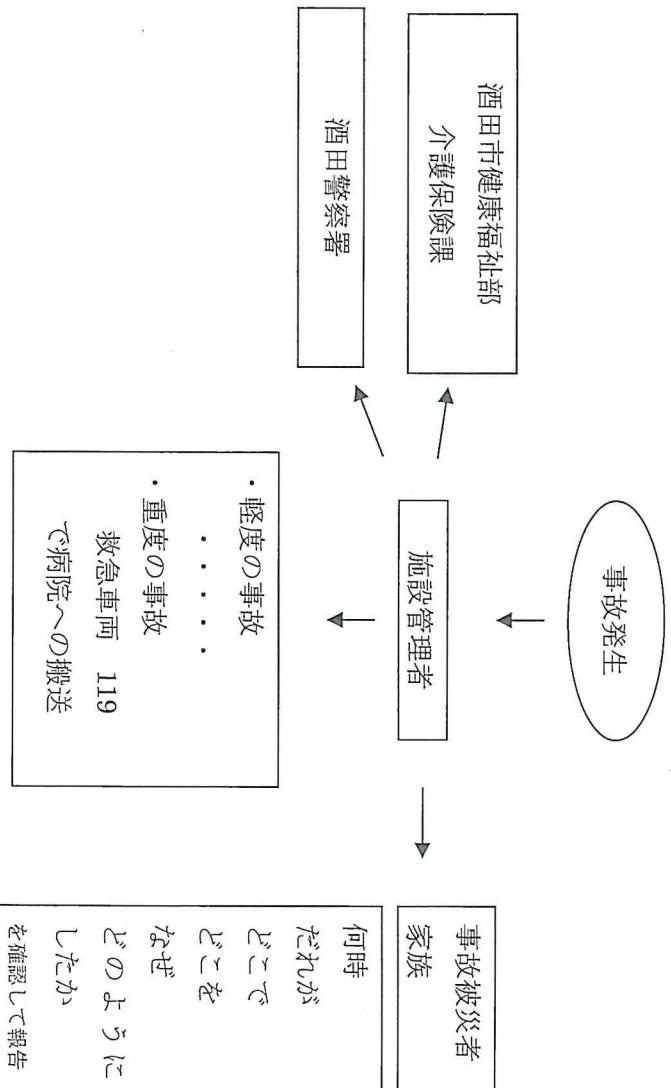 事故発生
施設管理者
酒田市健康福祉部
介護保険課
酒田警察署
・軽度の事故
・・・・・
・重度の事故
救急車両 119
で病院への搬送
事故被災者
家族
何時
だれが
どこで
どこを
なぜ
どのように
したか
を確認して報告